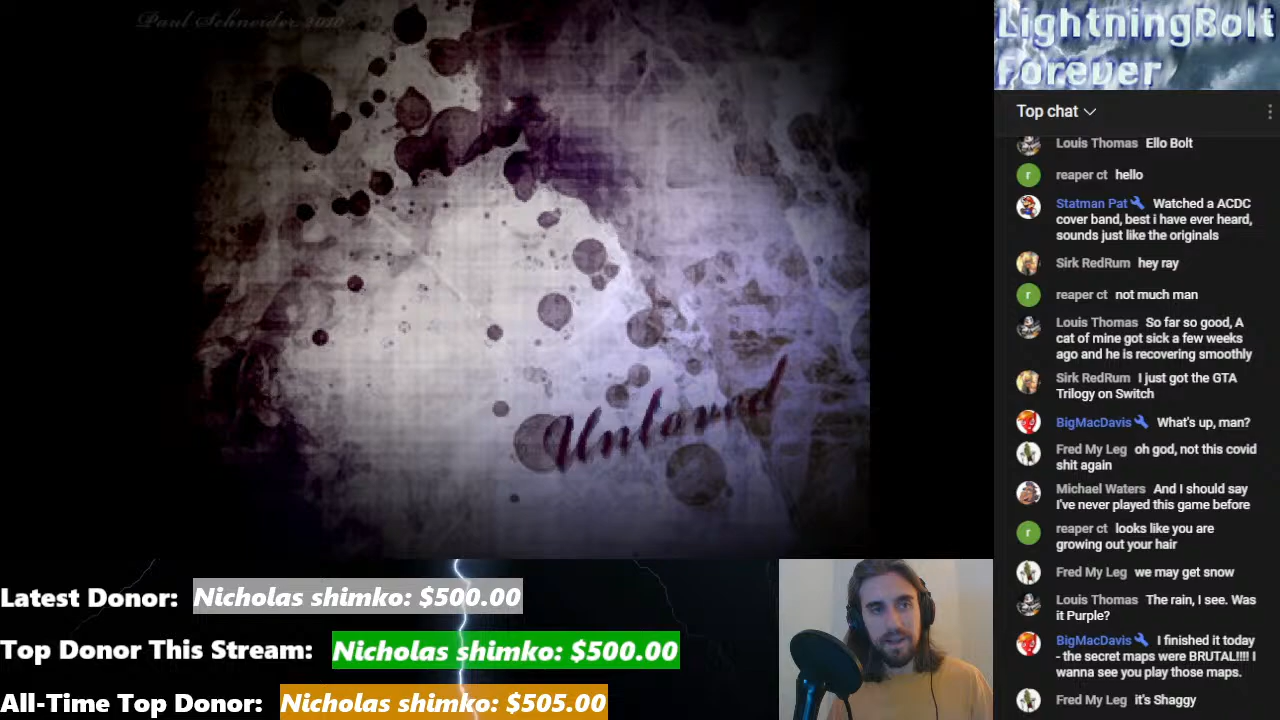 Paul Schneider 2010
Unloved
LightningBolt
Forever
Top chat
Louis Thomas Ello Bolt
reaper ct hello
Statman Pat Watched a ACDC
cover band, best i have ever heard,
sounds just like the originals
Sirk RedRum hey ray
reaper ct not much man
Louis Thomas So far so good, A
cat of mine got sick a few weeks
ago and he is recovering smoothly
Sirk RedRum I just got the GTA
Trilogy on Switch
BigMacDavis What's up, man?
Fred My Leg oh god, not this covid
shit again
Michael Waters And I should say
I've never played this game before
reaper ct looks like you are
growing out your hair
Fred My Leg we may get snow
Louis Thomas The rain, I see. Was
it Purple?
BigMacDavis I finished it today
- the secret maps were BRUTAL!!!! I
wanna see you play those maps.
Fred My Leg it's Shaggy
Latest Donor: Nicholas shimko: $500.00
Top Donor This Stream: Nicholas shimko: $500.00
All-Time Top Donor: Nicholas shimko: $505.00